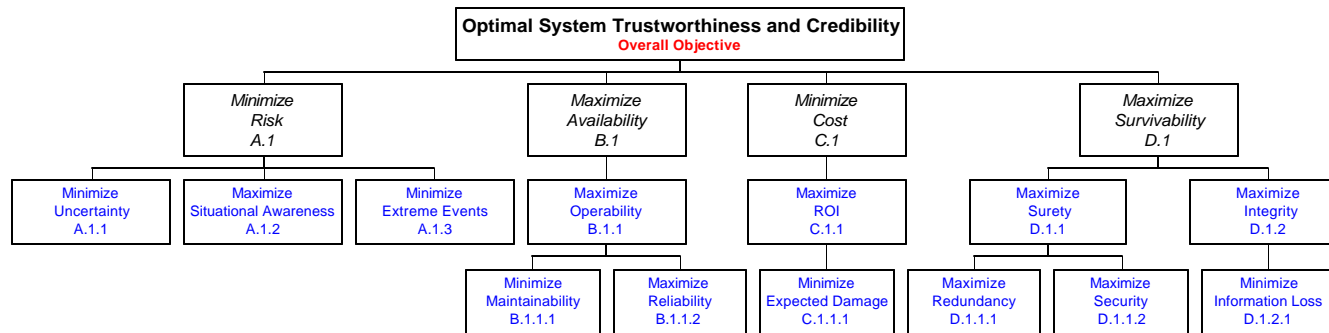 Optimal System Trustworthiness and Credibility
Overall Objective
Minimize
Risk
A.1
Maximize
Availability
B.1
Minimize
Cost
C.1
Maximize
Survivability
D.1
Minimize
Uncertainty
A.1.1
Maximize
Situational Awareness
A.1.2
Minimize
Extreme Events
A.1.3
Maximize
Operability
B.1.1
Maximize
ROI
C.1.1
Maximize
Surety
D.1.1
Maximize
Integrity
D.1.2
Minimize
Maintainability
B.1.1.1
Maximize
Reliability
B.1.1.2
Minimize
Expected Damage
C.1.1.1
Maximize
Redundancy
D.1.1.1
Maximize
Security
D.1.1.2
Minimize
Information Loss
D.1.2.1